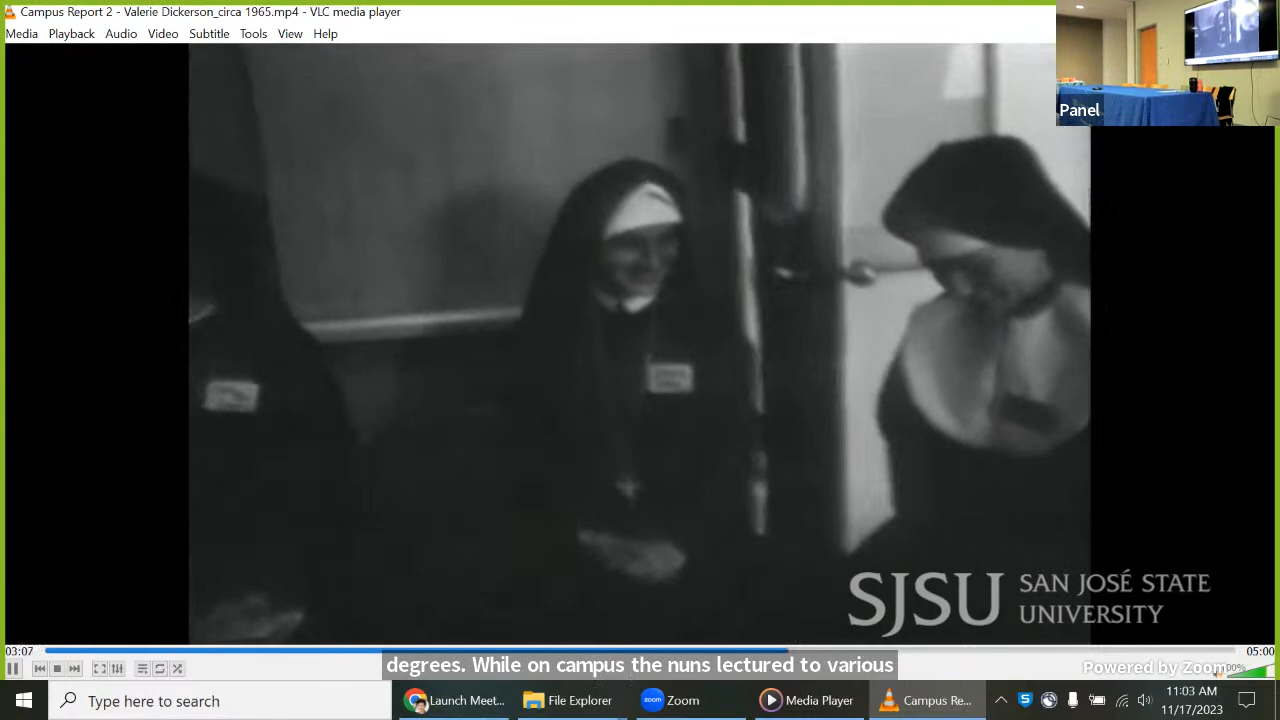 Campus Report 2 - Valerie Dickerson_circa 1965.mp4 - VLC media player
Media Playback Audio Video Subtitle Tools View Help
Panel
SJSU SAN JOSÉ STATE
UNIVERSITY
03:07
05:00
degrees. While on campus the nuns lectured to various
Powered by Zoom
Type here to search
Launch Meet...
File Explorer
Zoom
Media Player
Campus Re...
11:03 AM
11/17/2023